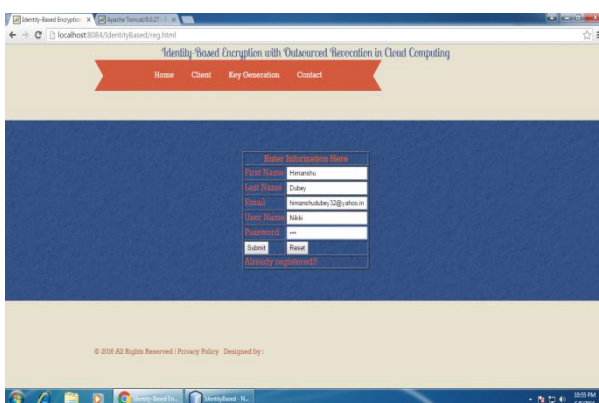 Identity-Based Encryption × Apache Tomcat/8.0.27 - ×
localhost:8084/IdentityBased/reg.html
Identity-Based Encryption with Outsourced Revocation in Cloud Computing
Home Client Key Generation Contact
Enter Information Here
First Name Himanshu
Last Name Dubey
Email himanshudubey32@yahoo.in
User Name Nikki
Password •••
Submit Reset
Already registered!!
© 2016 All Rights Reserved | Privacy Policy Designed by :
Identity-Based En... IdentityBased - N...
10:55 PM